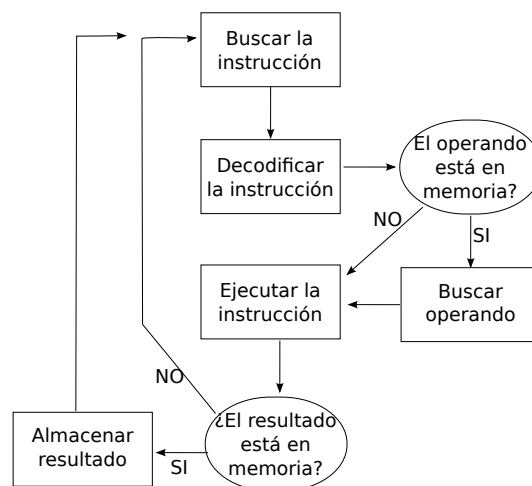 Buscar la
instrucción
Decodificar
la instrucción
El operando
está en
memoria?
NO
SI
Ejecutar la
instrucción
Buscar
operando
NO
¿El resultado
está en
memoria?
SI
Almacenar
resultado